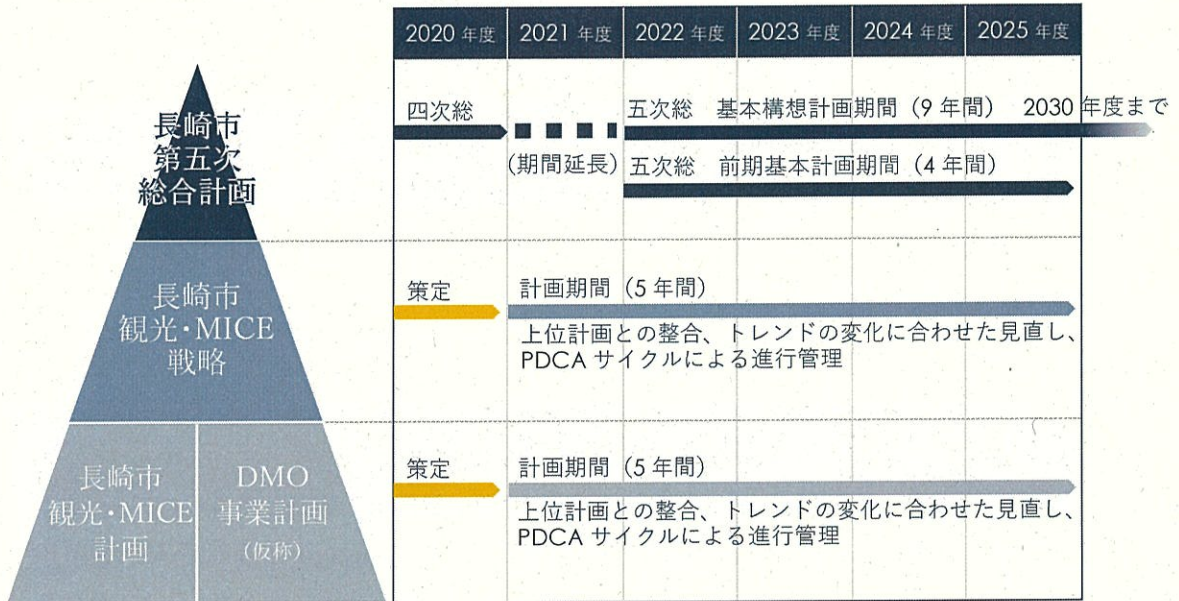 2020 年度 2021 年度 2022 年度 2023 年度 2024 年度 2025 年度
長崎市
第五次
総合計画
四次総
(期間延長)
五次総 基本構想計画期間（9 年間） 2030 年度まで
五次総 前期基本計画期間（4 年間）
長崎市
観光・MICE
戦略
策定
計画期間（5 年間）
上位計画との整合、トレンドの変化に合わせた見直し、
PDCA サイクルによる進行管理
長崎市
観光・MICE
計画
DMO
事業計画
（仮称）
策定
計画期間（5 年間）
上位計画との整合、トレンドの変化に合わせた見直し、
PDCA サイクルによる進行管理